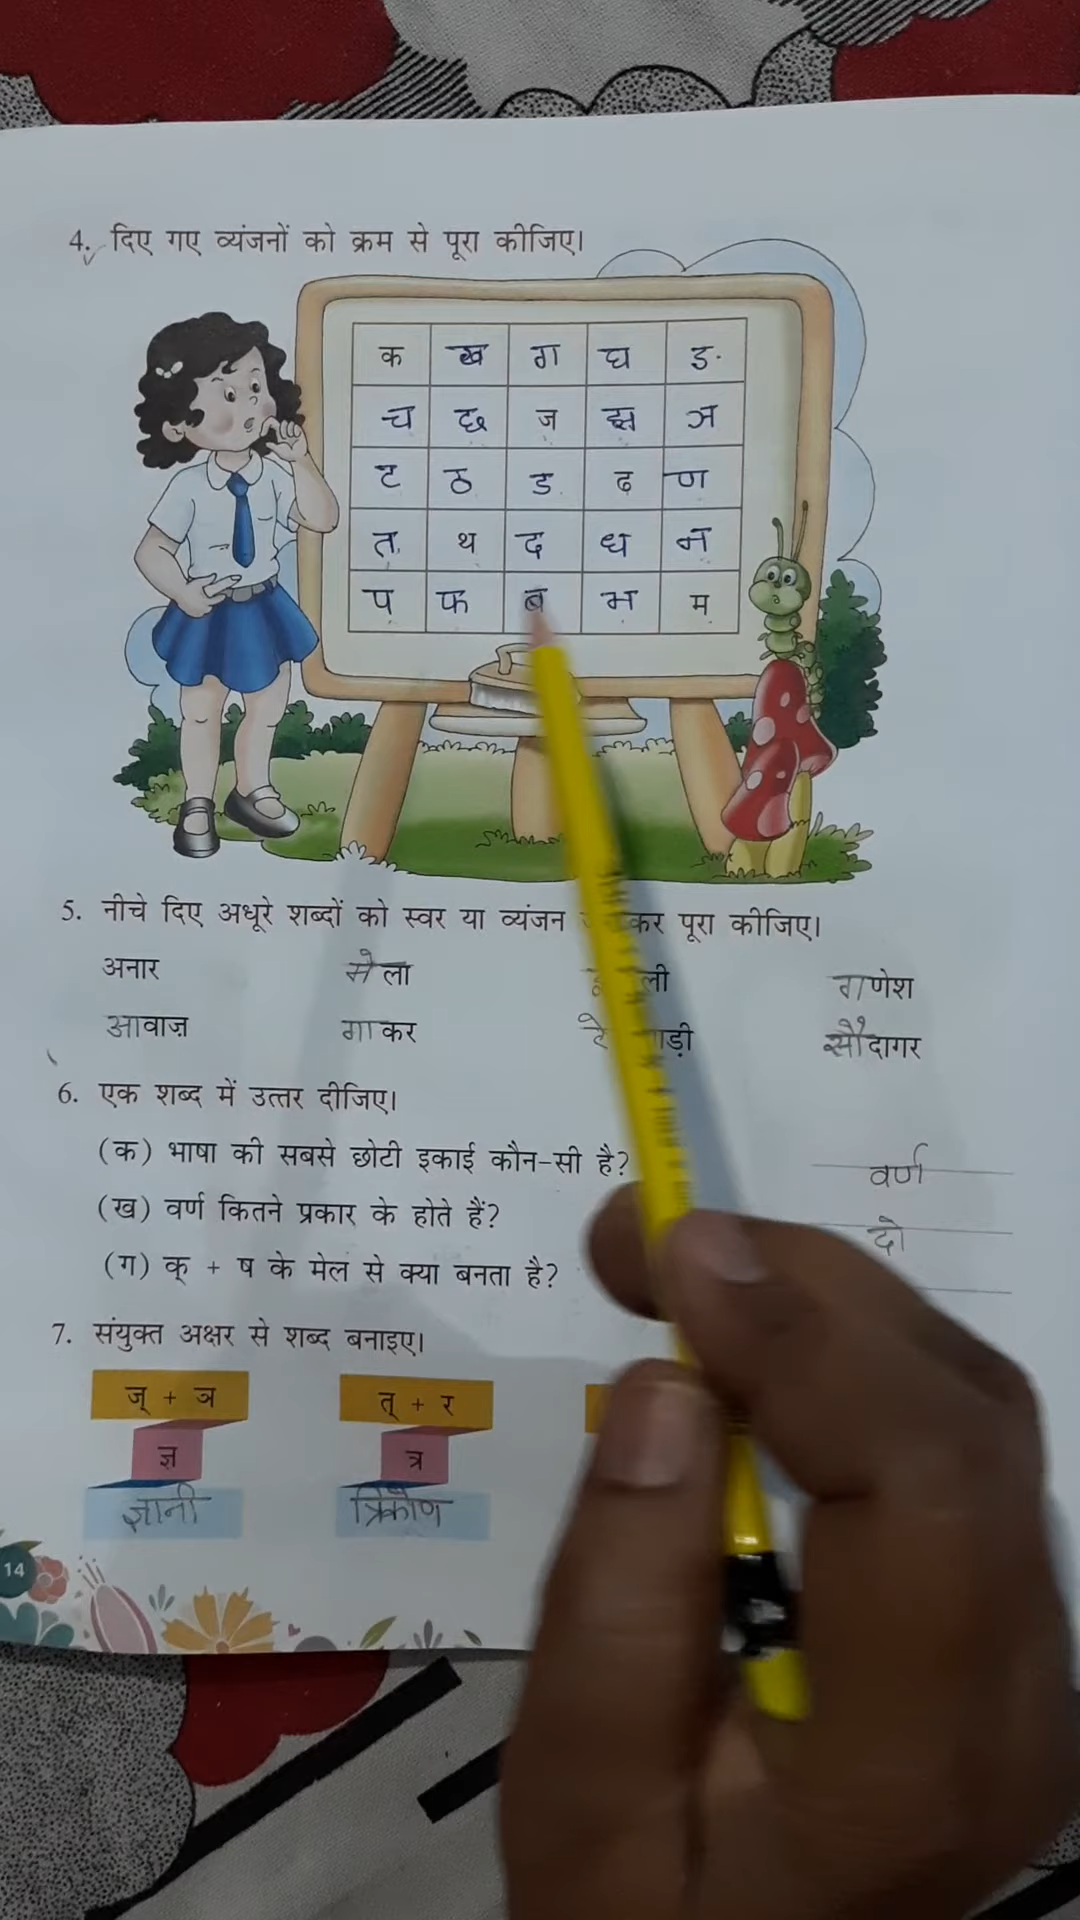 4. दिए गए व्यंजनों को क्रम से पूरा कीजिए।
क ख ग घ ङ
च छ ज झ ञ
ट ठ ड ढ ण
त थ द ध न
प फ ब भ म
5. नीचे दिए अधूरे शब्दों को स्वर या व्यंजन पूरा कीजिए।
अनार मेला गणेश
आवाज़ गाकर सौदागर
6. एक शब्द में उत्तर दीजिए।
(क) भाषा की सबसे छोटी इकाई कौन-सी है? वर्ण
(ख) वर्ण कितने प्रकार के होते हैं? दो
(ग) क् + ष के मेल से क्या बनता है?
7. संयुक्त अक्षर से शब्द बनाइए।
ज् + ञ त् + र
ज्ञ त्र
ज्ञानी त्रिकोण
14